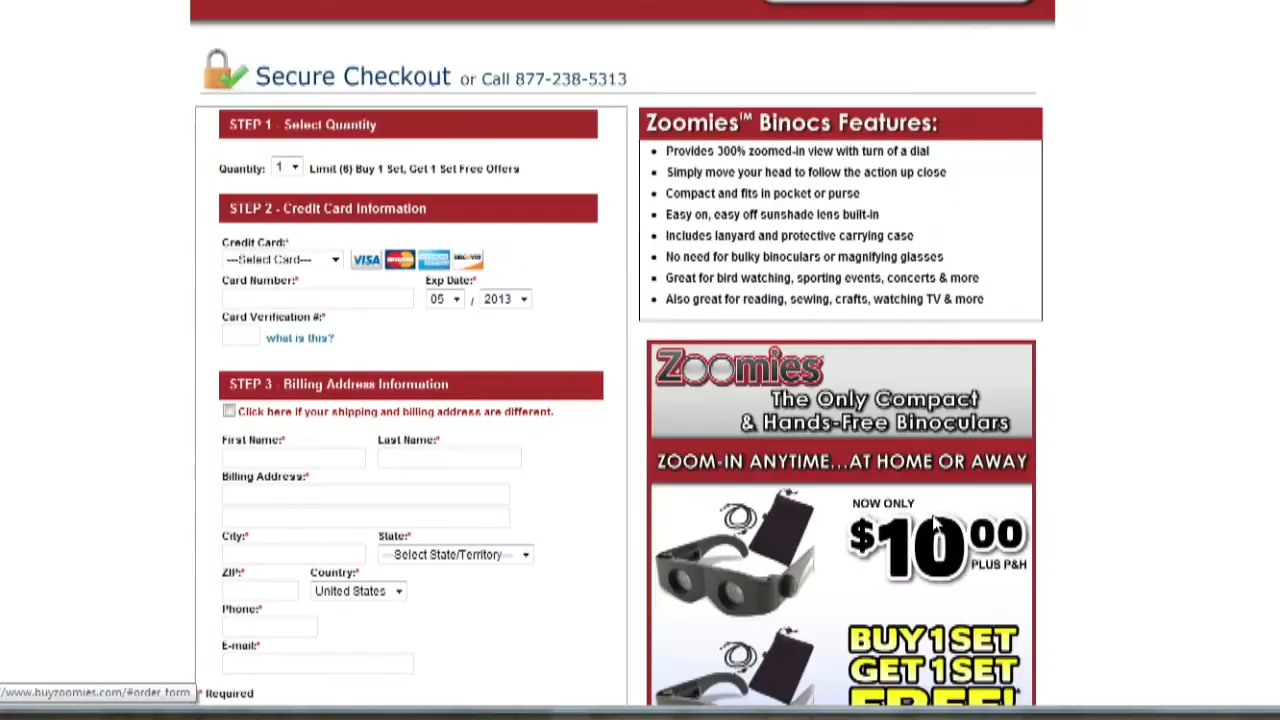 Secure Checkout or Call 877-238-5313
STEP 1 - Select Quantity
Quantity: 1 Limit (6) Buy 1 Set, Get 1 Set Free Offers
STEP 2 - Credit Card Information
Credit Card:*
---Select Card--- VISA MasterCard AMERICAN EXPRESS DISCOVER
Card Number:* Exp Date:*
05 / 2013
Card Verification #:*
what is this?
STEP 3 - Billing Address Information
Click here if your shipping and billing address are different.
First Name:* Last Name:*
Billing Address:*
City:* State:*
---Select State/Territory---
ZIP:* Country:*
United States
Phone:*
E-mail:*
* Required
/www.buyzoomies.com/#order_form
Zoomies™ Binocs Features:
• Provides 300% zoomed-in view with turn of a dial
• Simply move your head to follow the action up close
• Compact and fits in pocket or purse
• Easy on, easy off sunshade lens built-in
• Includes lanyard and protective carrying case
• No need for bulky binoculars or magnifying glasses
• Great for bird watching, sporting events, concerts & more
• Also great for reading, sewing, crafts, watching TV & more
Zoomies
The Only Compact
& Hands-Free Binoculars
ZOOM-IN ANYTIME...AT HOME OR AWAY
NOW ONLY
$10.00
PLUS P&H
BUY 1 SET
GET 1 SET
FREE!*